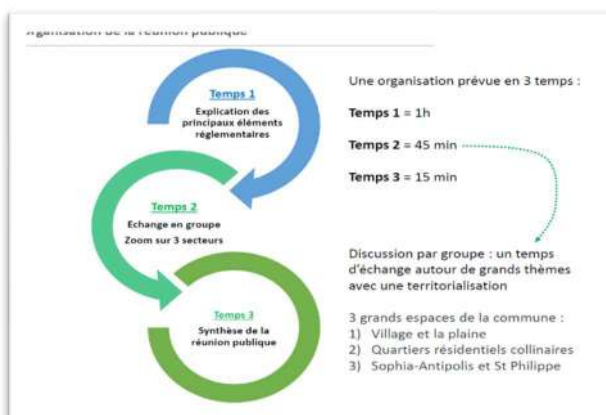 Organisation de la réunion publique
Temps 1
Explication des
principaux éléments
réglementaires
Temps 2
Echange en groupe
Zoom sur 3 secteurs
Temps 3
Synthèse de la
réunion publique
Une organisation prévue en 3 temps :
Temps 1 = 1h
Temps 2 = 45 min
Temps 3 = 15 min
Discussion par groupe : un temps
d'échange autour de grands thèmes
avec une territorialisation
3 grands espaces de la commune :
1) Village et la plaine
2) Quartiers résidentiels collinaires
3) Sophia-Antipolis et St Philippe